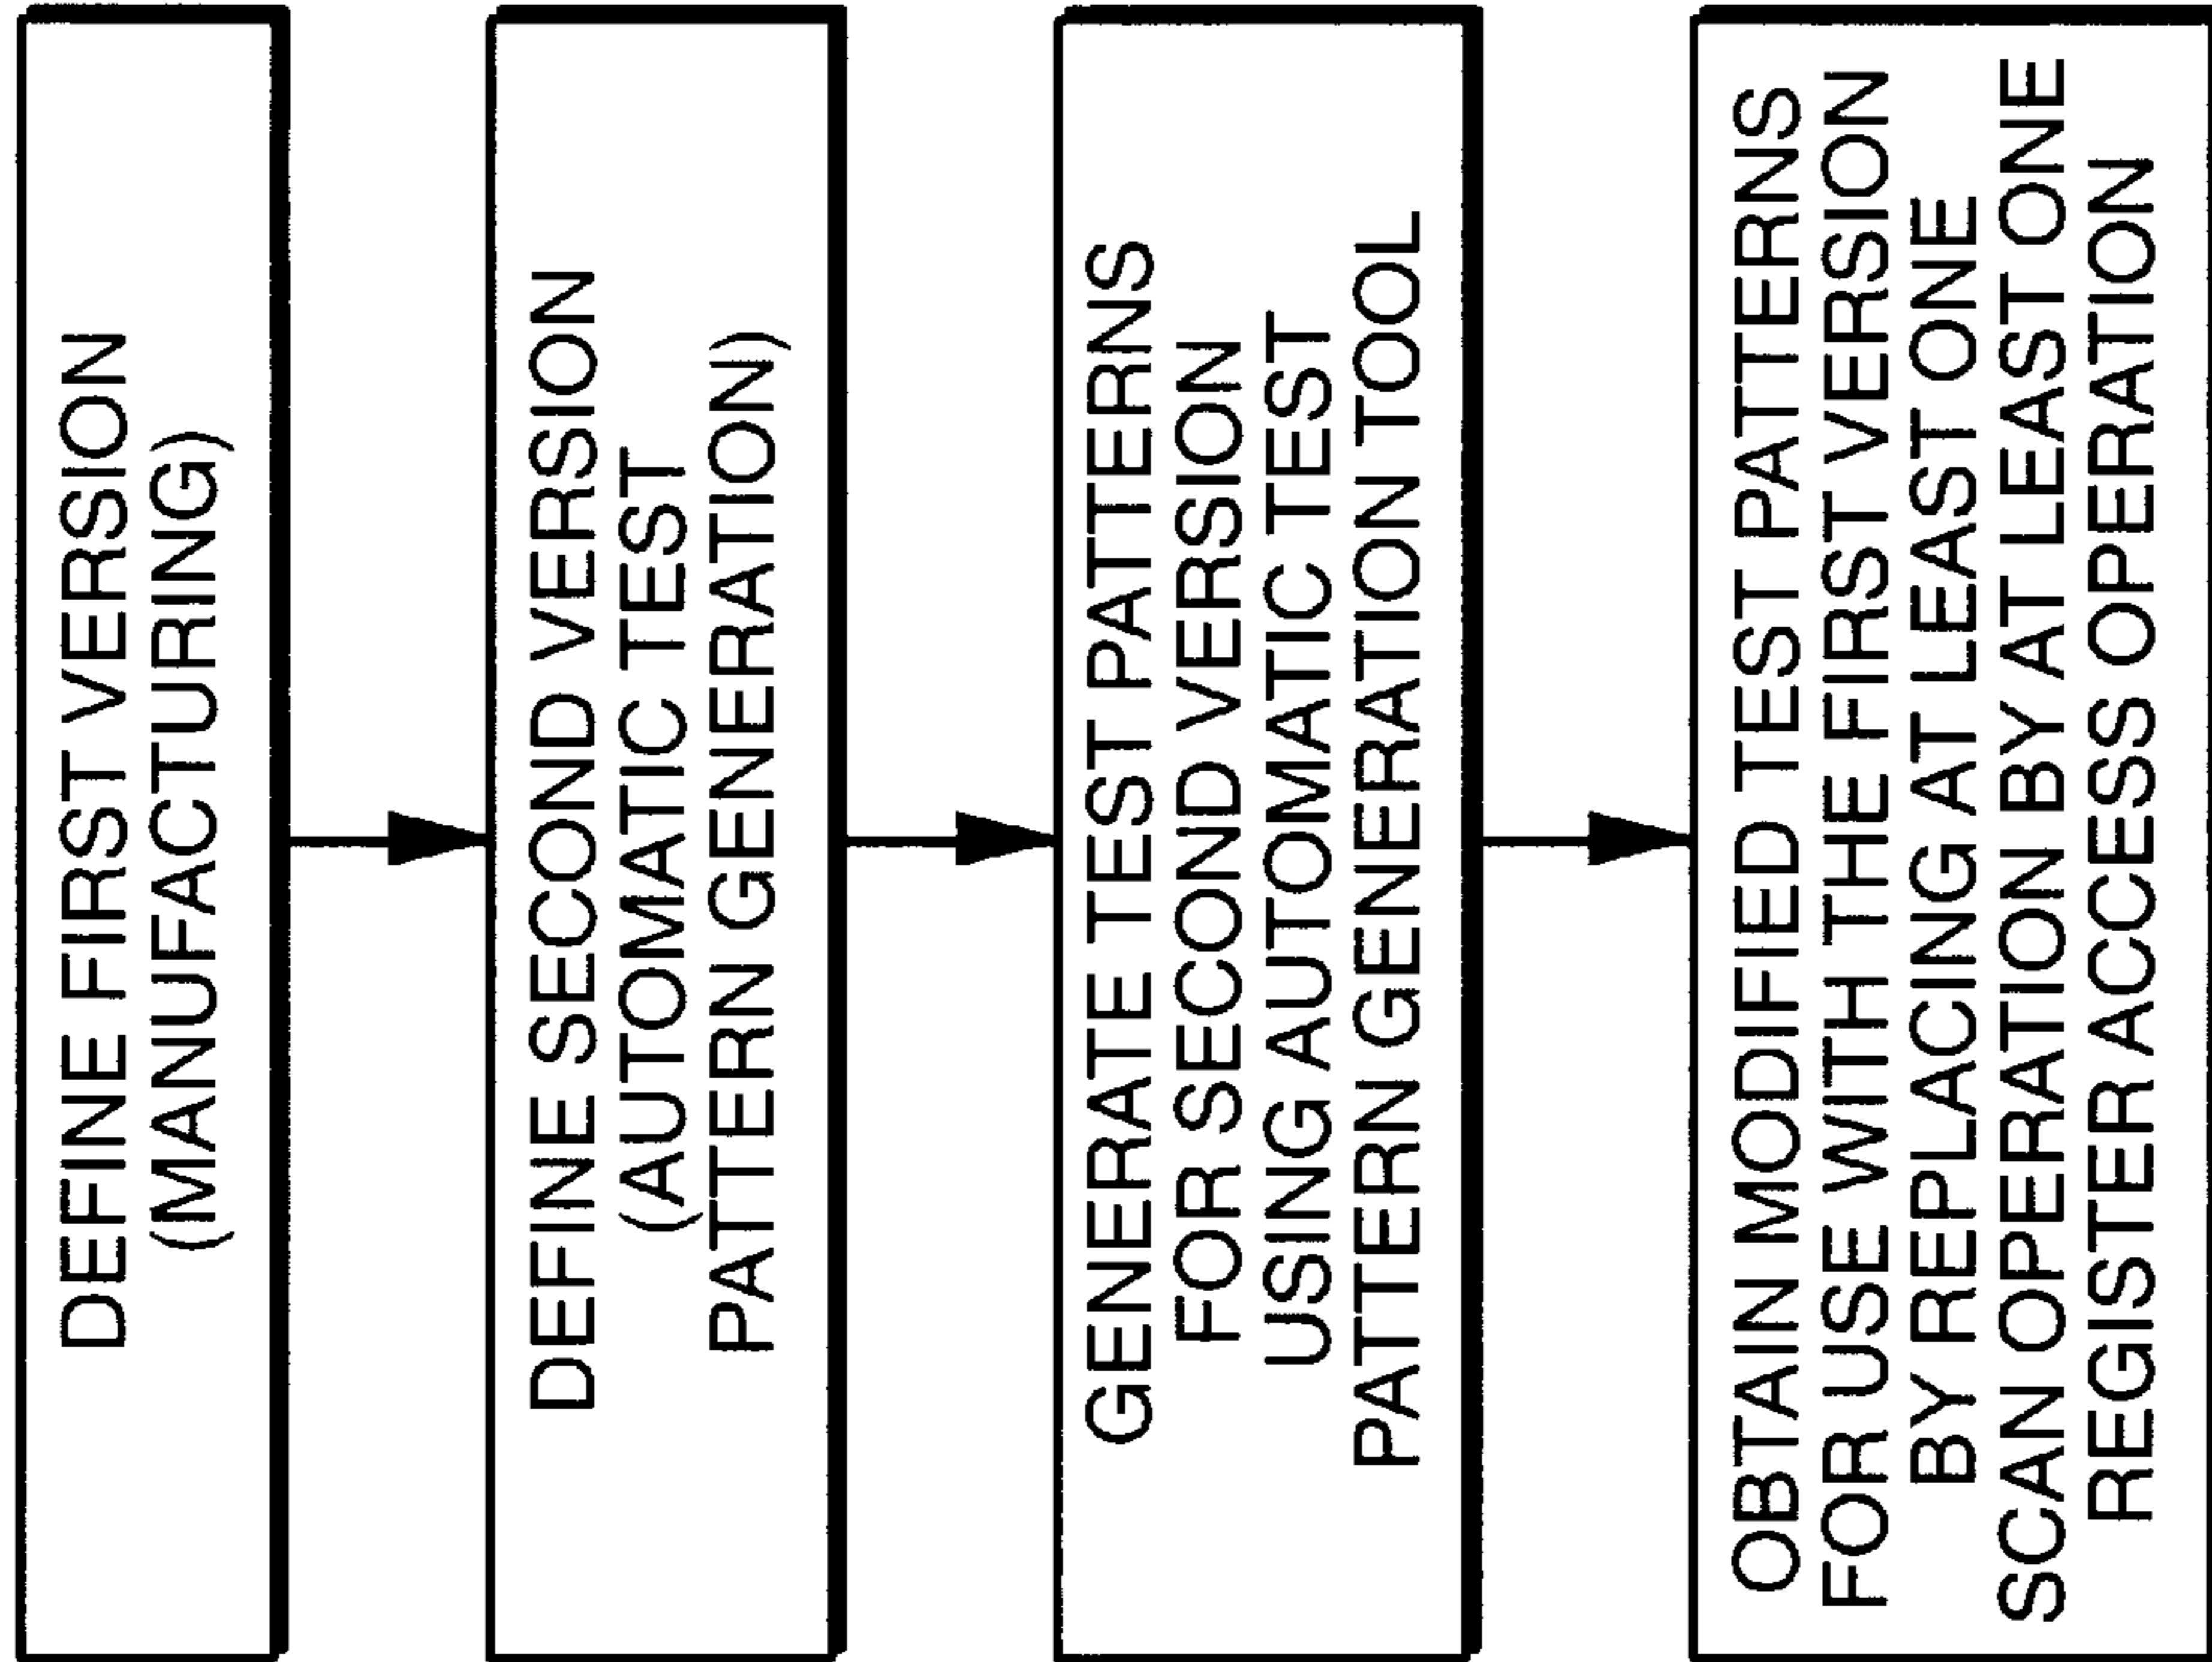 DEFINE FIRST VERSION
(MANUFACTURING)
DEFINE SECOND VERSION
(AUTOMATIC TEST
PATTERN GENERATION)
GENERATE TEST PATTERNS
FOR SECOND VERSION
USING AUTOMATIC TEST
PATTERN GENERATION TOOL
OBTAIN MODIFIED TEST PATTERNS
FOR USE WITH THE FIRST VERSION
BY REPLACING AT LEAST ONE
SCAN OPERATION BY AT LEAST ONE
REGISTER ACCESS OPERATION